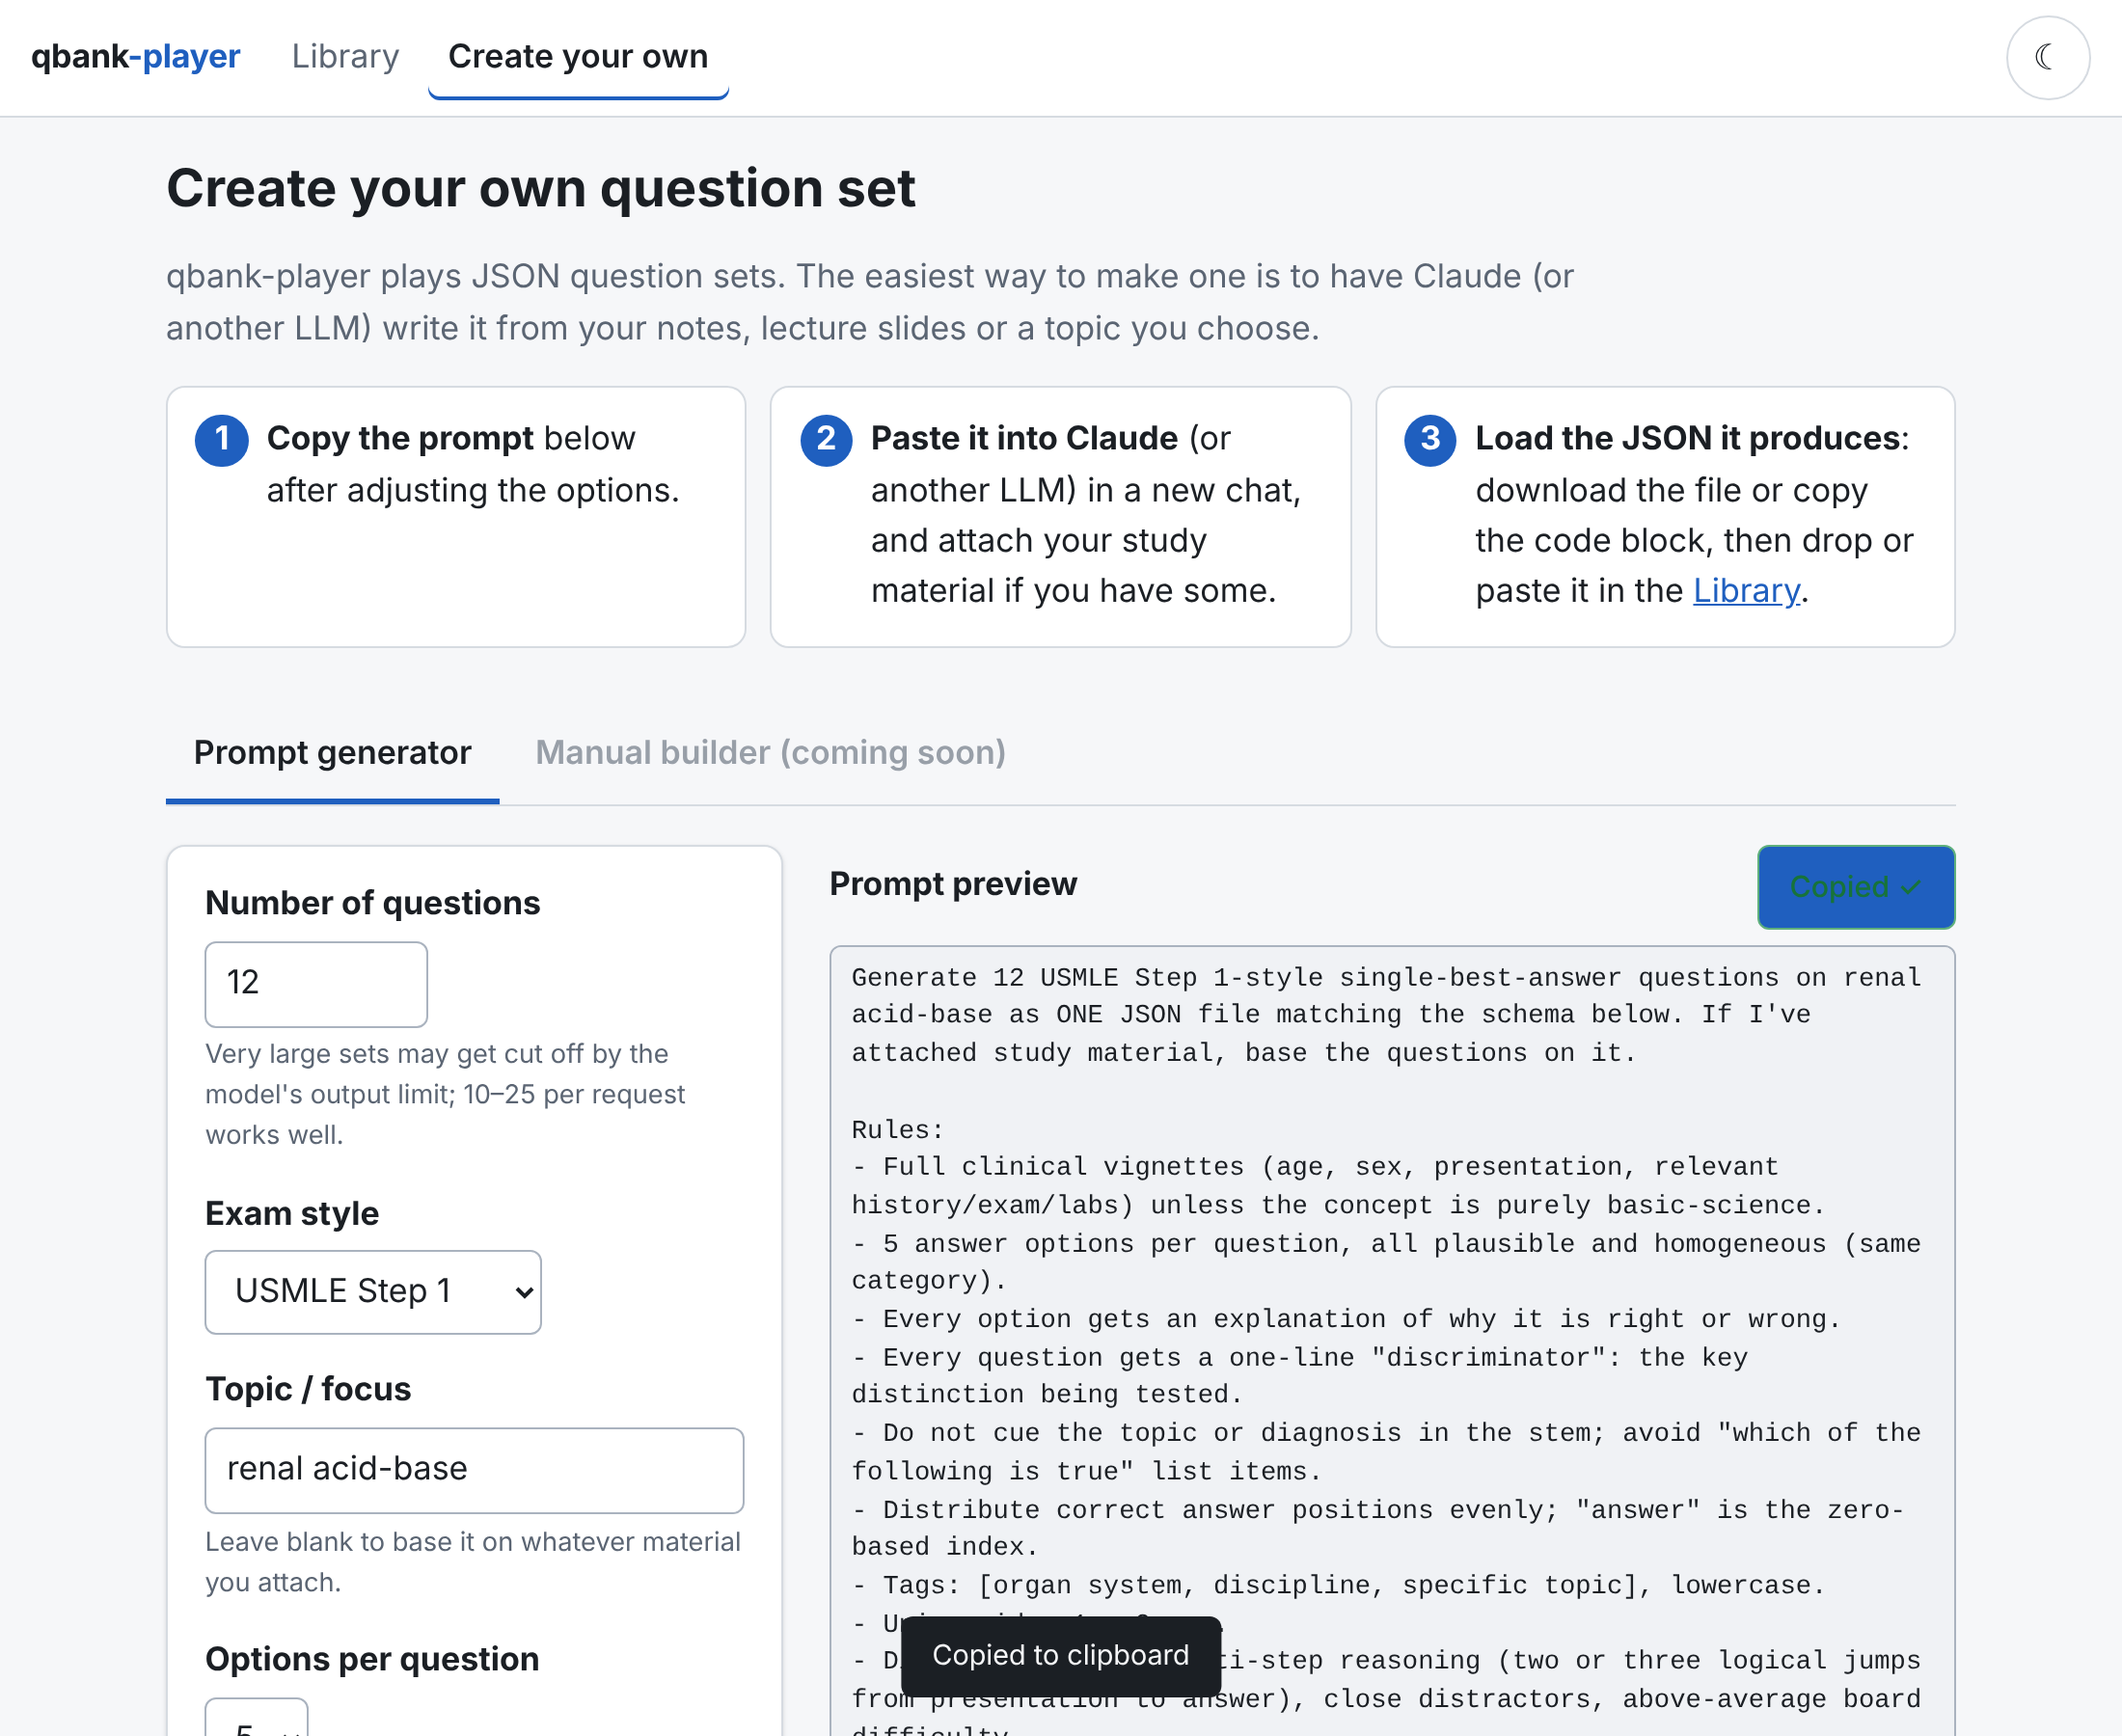 qbank-player Library Create your own
Create your own question set
qbank-player plays JSON question sets. The easiest way to make one is to have Claude (or
another LLM) write it from your notes, lecture slides or a topic you choose.
1 Copy the prompt below
after adjusting the options.
2 Paste it into Claude (or
another LLM) in a new chat,
and attach your study
material if you have some.
3 Load the JSON it produces:
download the file or copy
the code block, then drop or
paste it in the Library.
Prompt generator Manual builder (coming soon)
Number of questions
12
Very large sets may get cut off by the
model's output limit; 10–25 per request
works well.
Exam style
USMLE Step 1
Topic / focus
renal acid-base
Leave blank to base it on whatever material
you attach.
Options per question
5
Prompt preview
Copied ✓
Generate 12 USMLE Step 1-style single-best-answer questions on renal
acid-base as ONE JSON file matching the schema below. If I've
attached study material, base the questions on it.
Rules:
- Full clinical vignettes (age, sex, presentation, relevant
history/exam/labs) unless the concept is purely basic-science.
- 5 answer options per question, all plausible and homogeneous (same
category).
- Every option gets an explanation of why it is right or wrong.
- Every question gets a one-line "discriminator": the key
distinction being tested.
- Do not cue the topic or diagnosis in the stem; avoid "which of the
following is true" list items.
- Distribute correct answer positions evenly; "answer" is the zero-
based index.
- Tags: [organ system, discipline, specific topic], lowercase.
-
- reasoning (two or three logical jumps
from presentation to answer), close distractors, above-average board
difficulty
Copied to clipboard